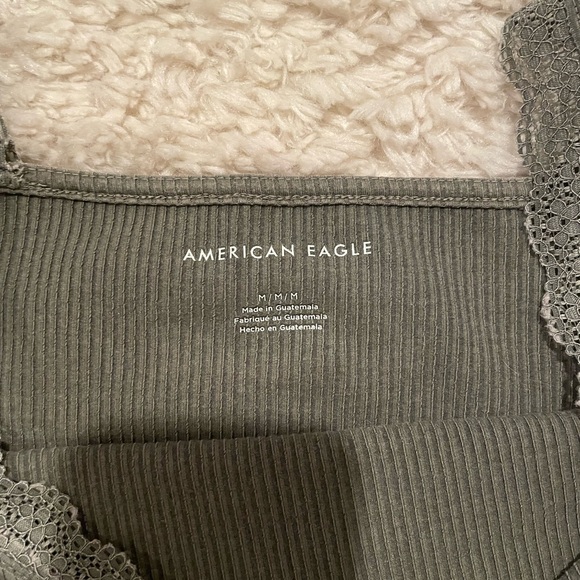 AMERICAN EAGLE
M/M/M
Made in Guatemala
Fabriqué au Guatemala
Hecho en Guatemala